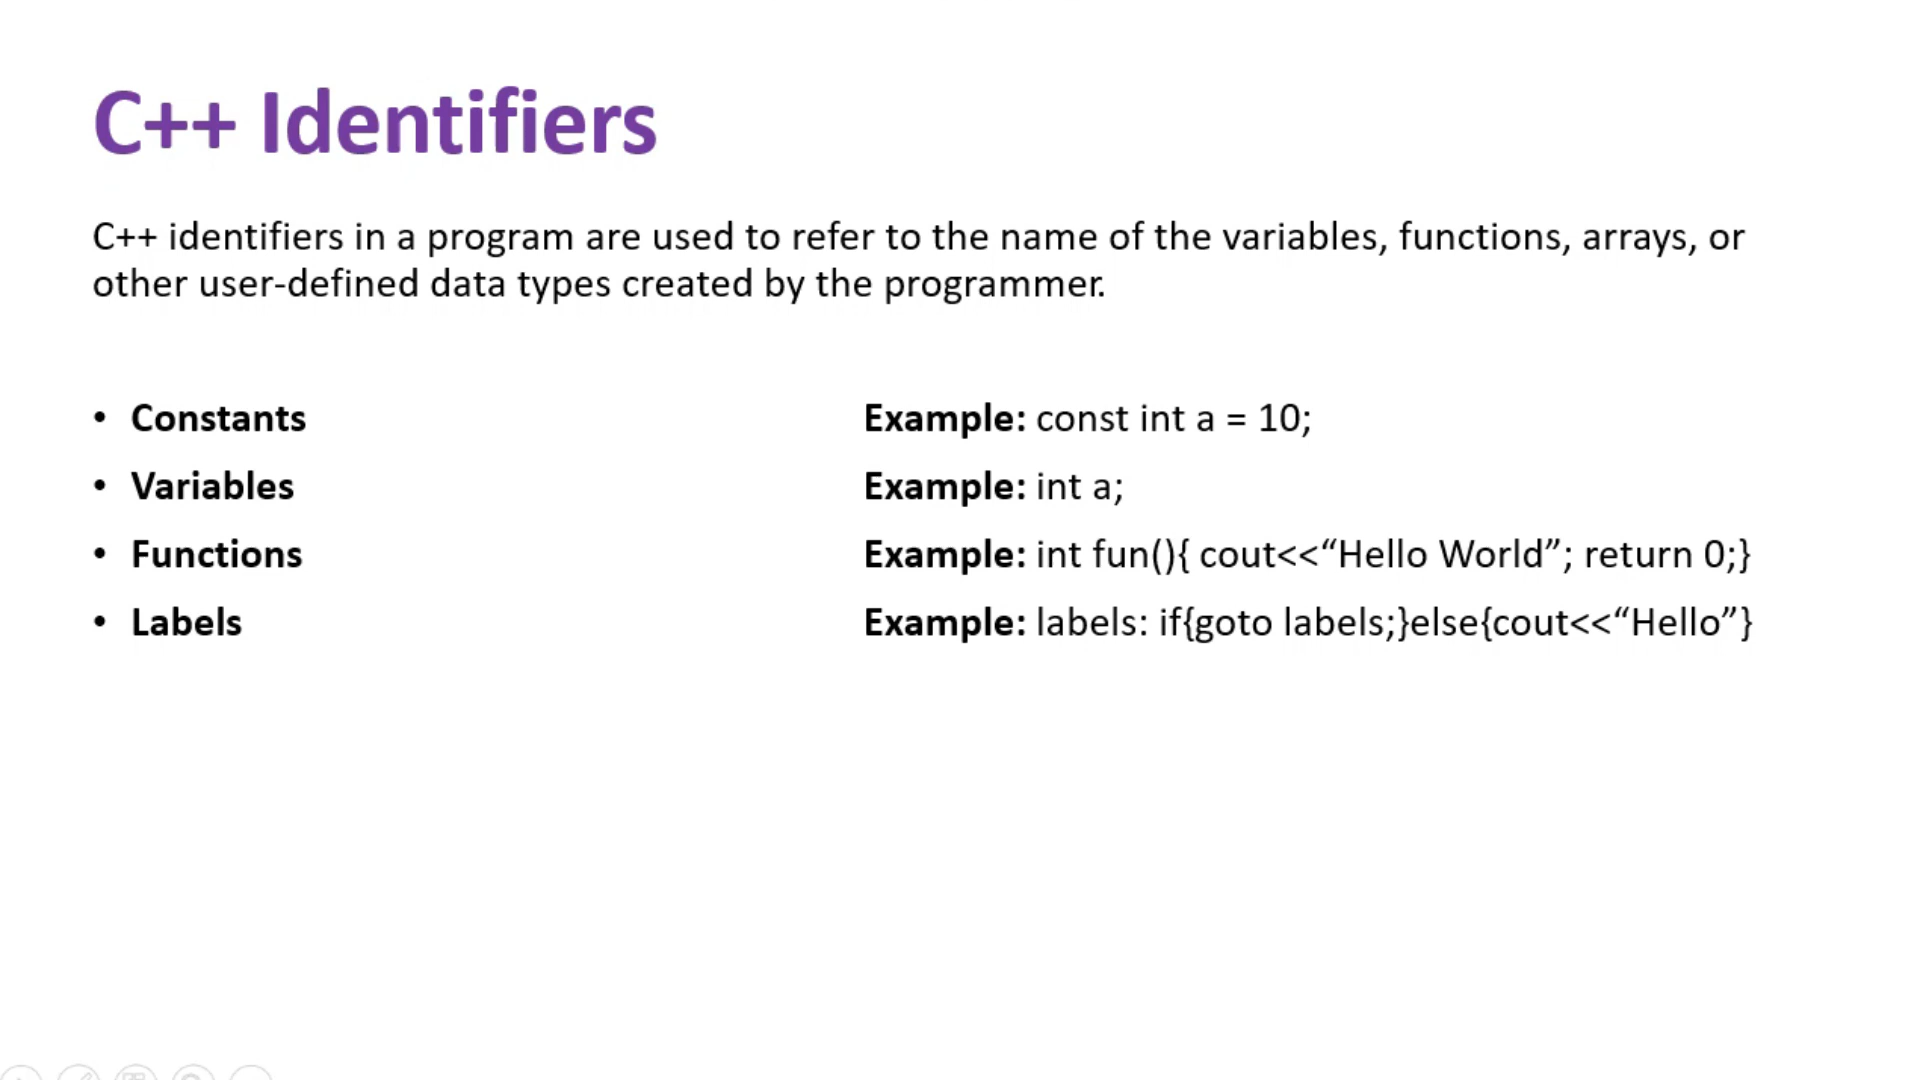 C++ Identifiers
C++ identifiers in a program are used to refer to the name of the variables, functions, arrays, or
other user-defined data types created by the programmer.
• Constants
Example: const int a = 10;
• Variables
Example: int a;
• Functions
Example: int fun(){ cout<<“Hello World”; return 0;}
• Labels
Example: labels: if{goto labels;}else{cout<<“Hello”}